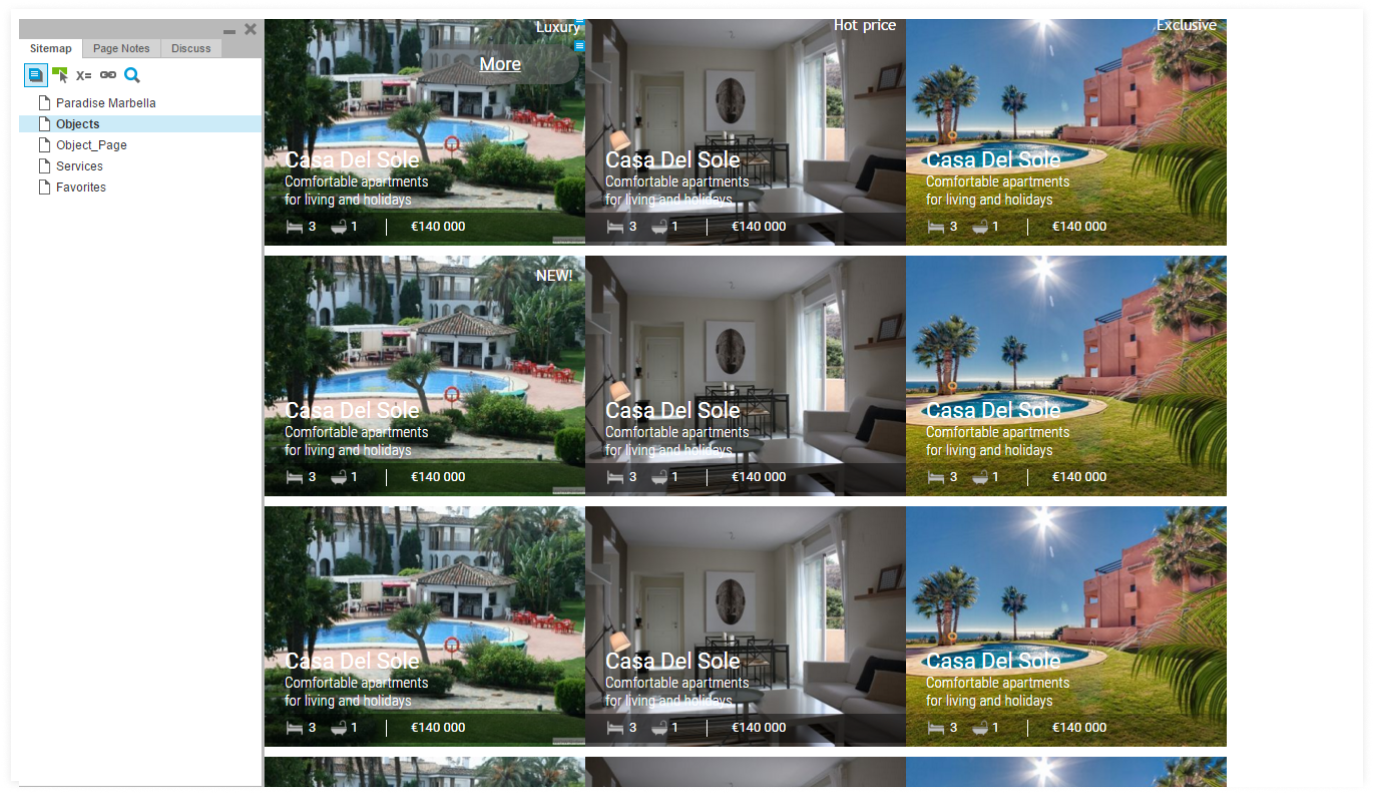 Sitemap Page Notes Discuss
X=
Paradise Marbella
Objects
Object_Page
Services
Favorites
Luxury
More
Casa Del Sole
Comfortable apartments
for living and holidays
3 1 €140 000
Hot price
Casa Del Sole
Comfortable apartments
for living and holidays
3 1 €140 000
Exclusive
Casa Del Sole
Comfortable apartments
for living and holidays
3 1 €140 000
NEW!
Casa Del Sole
Comfortable apartments
for living and holidays
3 1 €140 000
Casa Del Sole
Comfortable apartments
for living and holidays
3 1 €140 000
Casa Del Sole
Comfortable apartments
for living and holidays
3 1 €140 000
Casa Del Sole
Comfortable apartments
for living and holidays
3 1 €140 000
Casa Del Sole
Comfortable apartments
for living and holidays
3 1 €140 000
Casa Del Sole
Comfortable apartments
for living and holidays
3 1 €140 000